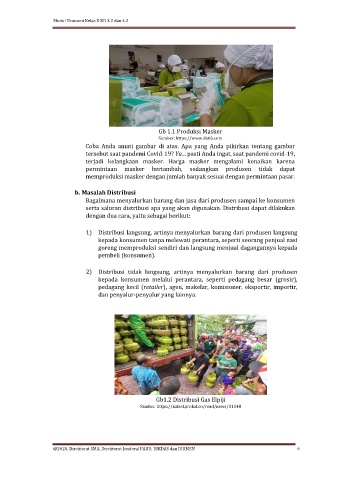 Modul Ekonomi Kelas X KD 3.2 dan 4.2
Gb 1.1 Produksi Masker
Sumber: https://www.detik.com
Coba Anda amati gambar di atas. Apa yang Anda pikirkan tentang gambar
tersebut saat pandemi Covid-19? Ya... pasti Anda ingat, saat pandemi covid-19,
terjadi kelangkaan masker. Harga masker mengalami kenaikan karena
permintaan masker bertambah, sedangkan produsen tidak dapat
memproduksi masker dengan jumlah banyak sesuai dengan permintaan pasar.
b. Masalah Distribusi
Bagaimana menyalurkan barang dan jasa dari produsen sampai ke konsumen
serta saluran distribusi apa yang akan digunakan. Distribusi dapat dilakukan
dengan dua cara, yaitu sebagai berikut:
1) Distribusi langsung, artinya menyalurkan barang dari produsen langsung
kepada konsumen tanpa melewati perantara, seperti seorang penjual nasi
goreng memproduksi sendiri dan langsung menjual dagangannya kepada
pembeli (konsumen).
2) Distribusi tidak langsung, artinya menyalurkan barang dari produsen
kepada konsumen melalui perantara, seperti pedagang besar (grosir),
pedagang kecil (retailer), agen, makelar, komisioner, eksportir, importir,
dan penyalur-penyalur yang lainnya.
Gb1.2 Distribusi Gas Elpiji
Sumber: https://kalsel.prokal.co/read/news/31148
@2020, Direktorat SMA, Direktorat Jenderal PAUD, DIKDAS dan DIKMEN